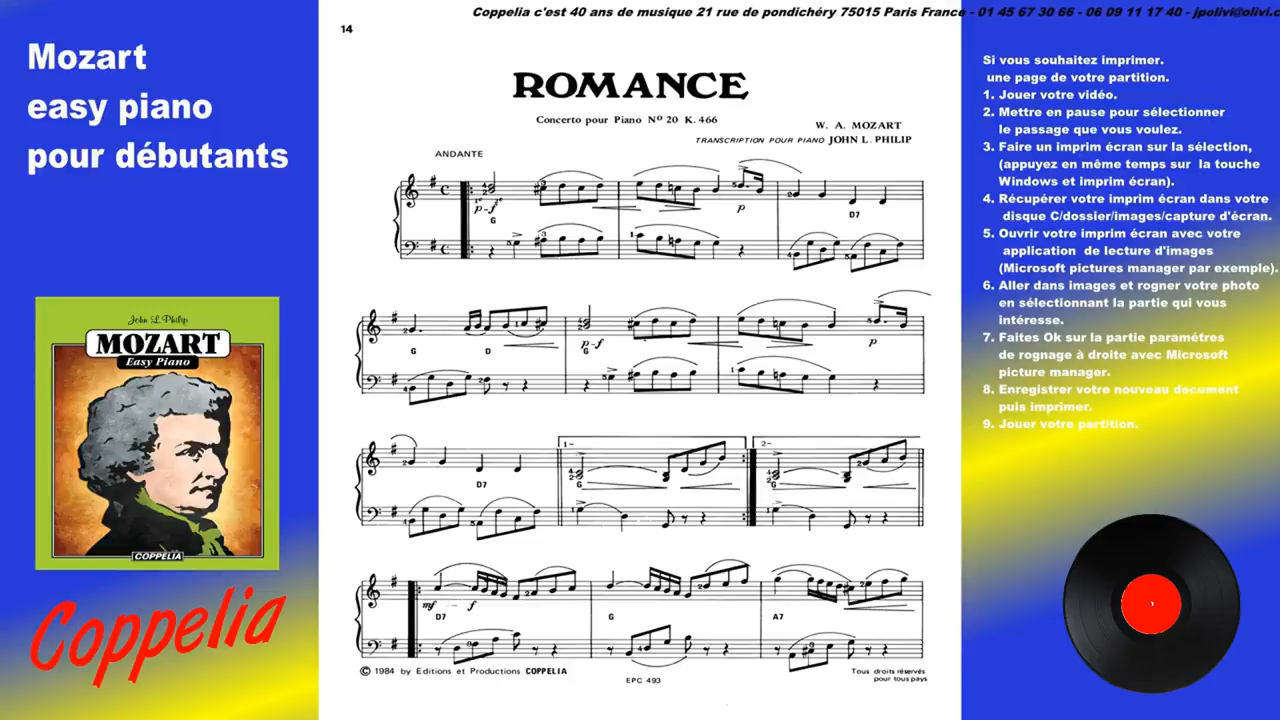 Coppelia c'est 40 ans de musique 21 rue de pondichéry 75015 Paris France - 01 45 67 30 66 - 06 09 11 17 40 - jpolivi@olivi.c
Mozart
easy piano
pour débutants
John L. Philip
MOZART
Easy Piano
COPPELIA
Coppelia
14
ROMANCE
Concerto pour Piano Nº 20 K. 466
W. A. MOZART
TRANSCRIPTION POUR PIANO JOHN L. PHILIP
ANDANTE
p-f
p
G
D7
G
D
p-f
G
p
D7
1-
G
2-
G
mf
f
D7
G
A7
© 1984 by Editions et Productions COPPELIA
EPC 493
Tous droits réservés
pour tous pays
Si vous souhaitez imprimer.
une page de votre partition.
1. Jouer votre vidéo.
2. Mettre en pause pour sélectionner
le passage que vous voulez.
3. Faire un imprim écran sur la sélection,
(appuyez en même temps sur la touche
Windows et imprim écran).
4. Récupérer votre imprim écran dans votre
disque C/dossier/images/capture d'écran.
5. Ouvrir votre imprim écran avec votre
application de lecture d'images
(Microsoft pictures manager par exemple).
6. Aller dans images et rogner votre photo
en sélectionnant la partie qui vous
intéresse.
7. Faites Ok sur la partie paramétres
de rognage à droite avec Microsoft
picture manager.
8. Enregistrer votre nouveau document
puis imprimer.
9. Jouer votre partition.